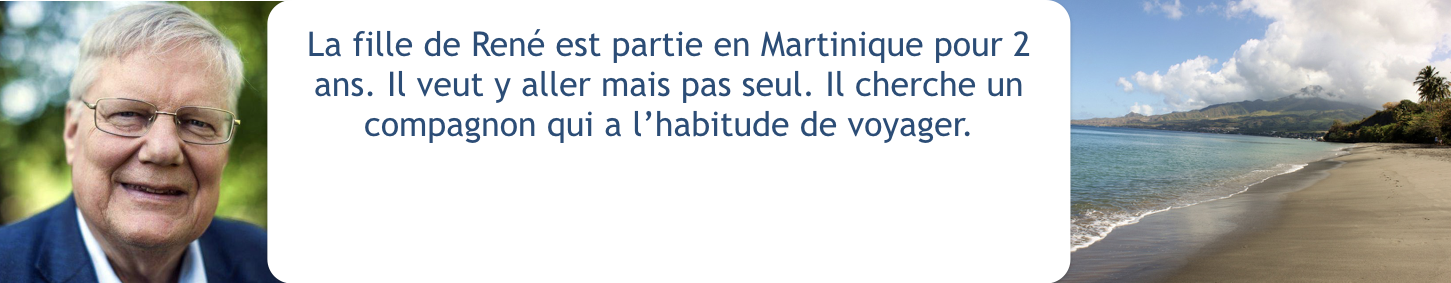 La fille de René est partie en Martinique pour 2
ans. Il veut y aller mais pas seul. Il cherche un
compagnon qui a l’habitude de voyager.